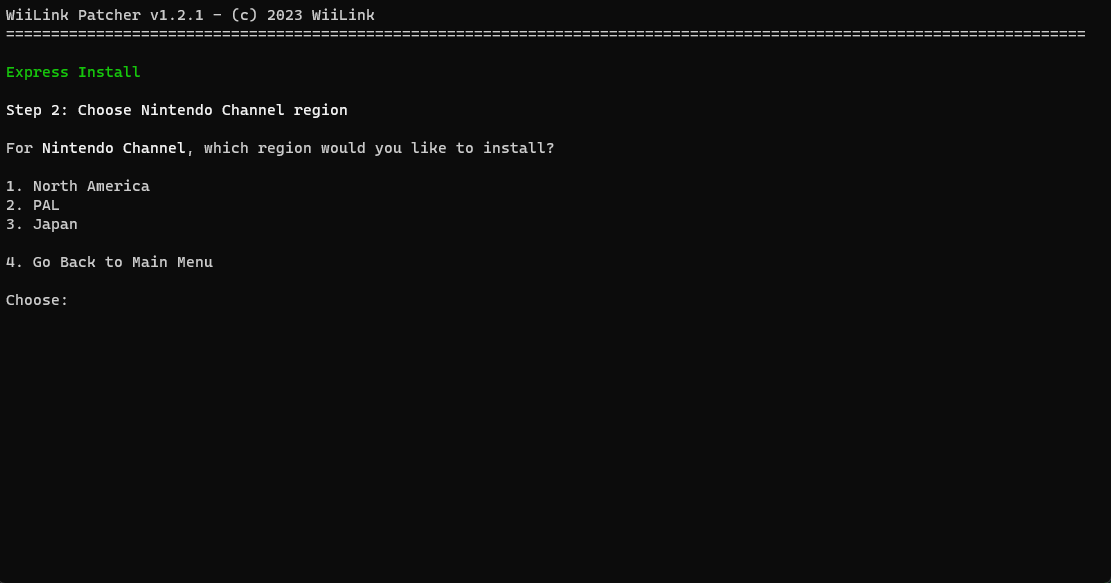 WiiLink Patcher v1.2.1 – (c) 2023 WiiLink
========================================================================================================================
Express Install
Step 2: Choose Nintendo Channel region
For Nintendo Channel, which region would you like to install?
1. North America
2. PAL
3. Japan
4. Go Back to Main Menu
Choose: